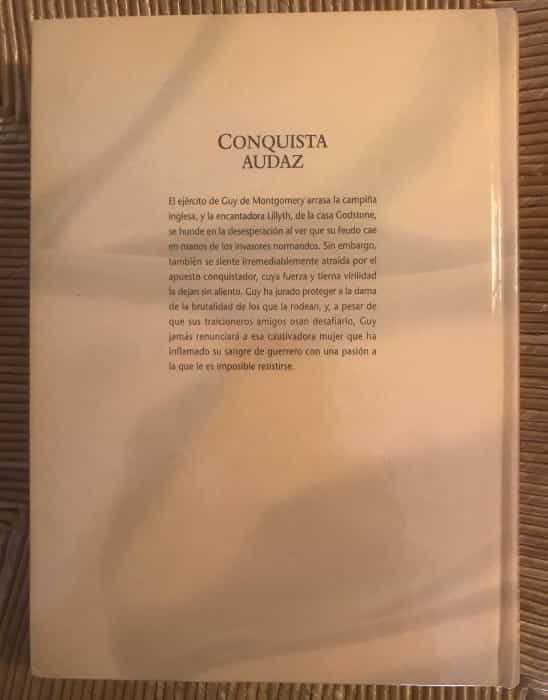 CONQUISTA
AUDAZ
El ejército de Guy de Montgomery arrasa la campiña
inglesa, y la encantadora Lillyth, de la casa Godstone,
se hunde en la desesperación al ver que su feudo cae
en manos de los invasores normandos. Sin embargo,
también se siente irremediablemente atraída por el
apuesto conquistador, cuya fuerza y tierna virilidad
la dejan sin aliento. Guy ha jurado proteger a la dama
de la brutalidad de los que la rodean, y, a pesar de
que sus traicioneros amigos osan desafiarlo, Guy
jamás renunciará a esa cautivadora mujer que ha
inflamado su sangre de guerrero con una pasión a
la que le es imposible resistirse.